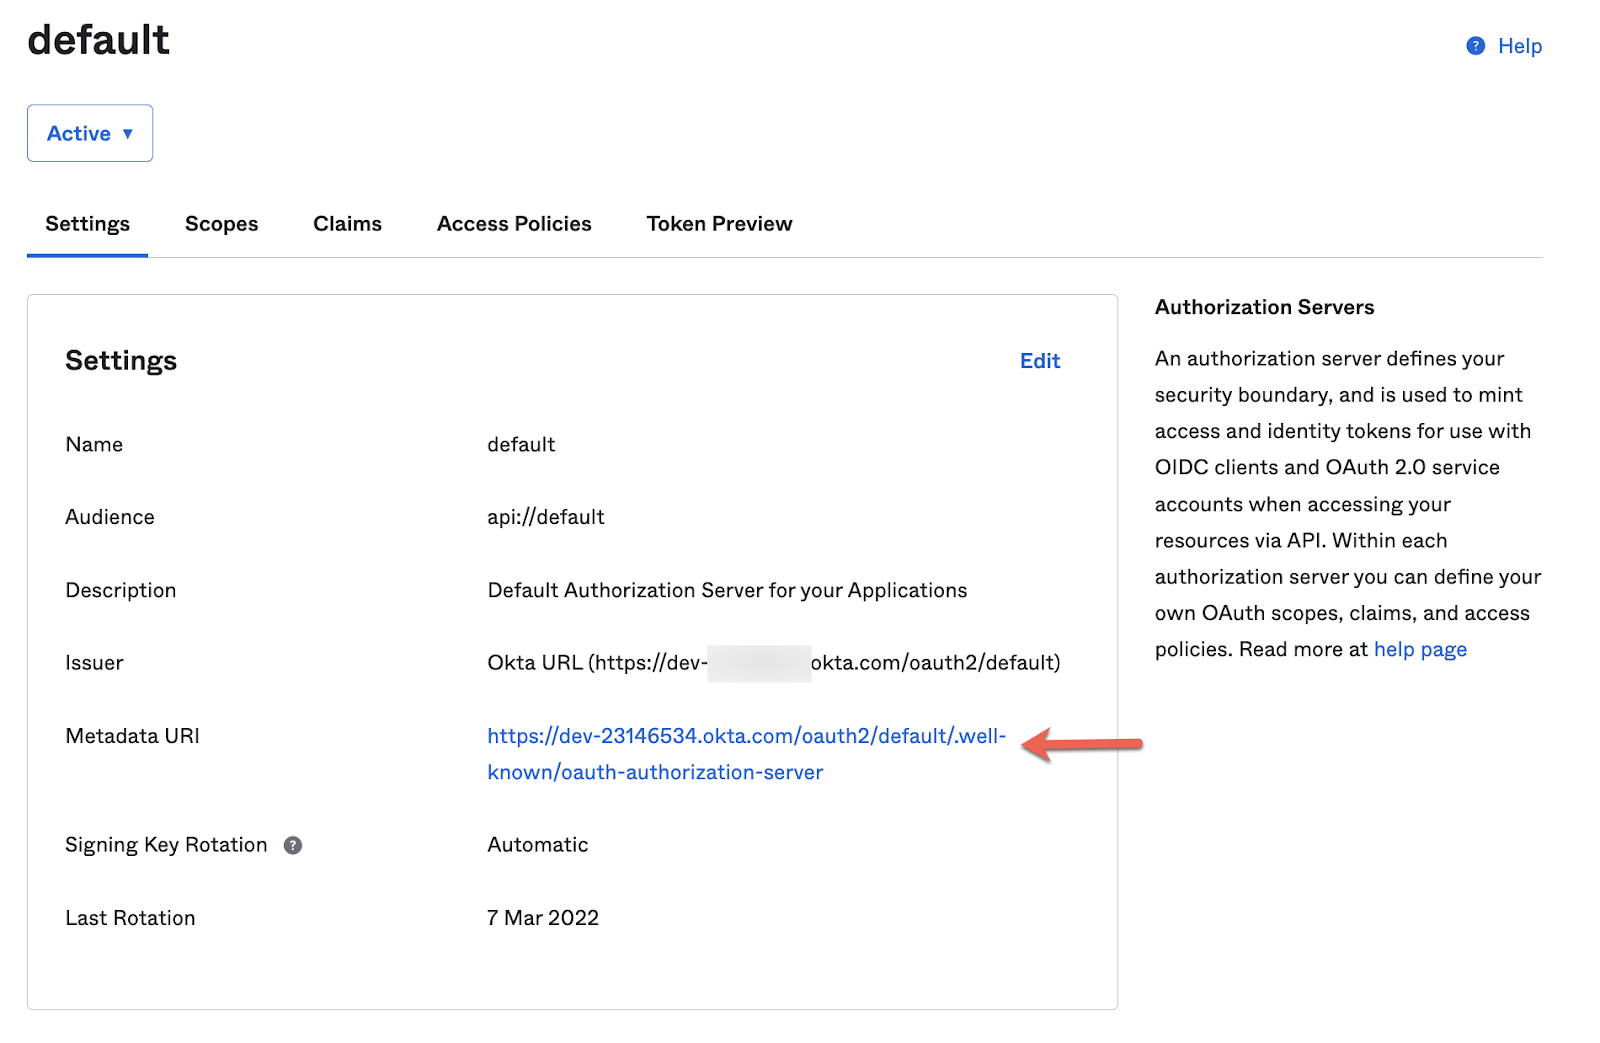 default
Help
Active
Settings Scopes Claims Access Policies Token Preview
Settings
Edit
Name default
Audience api://default
Description Default Authorization Server for your Applications
Issuer Okta URL (https://dev- okta.com/oauth2/default)
Metadata URI https://dev-23146534.okta.com/oauth2/default/.well-
known/oauth-authorization-server
Signing Key Rotation ? Automatic
Last Rotation 7 Mar 2022
Authorization Servers
An authorization server defines your
security boundary, and is used to mint
access and identity tokens for use with
OIDC clients and OAuth 2.0 service
accounts when accessing your
resources via API. Within each
authorization server you can define your
own OAuth scopes, claims, and access
policies. Read more at help page